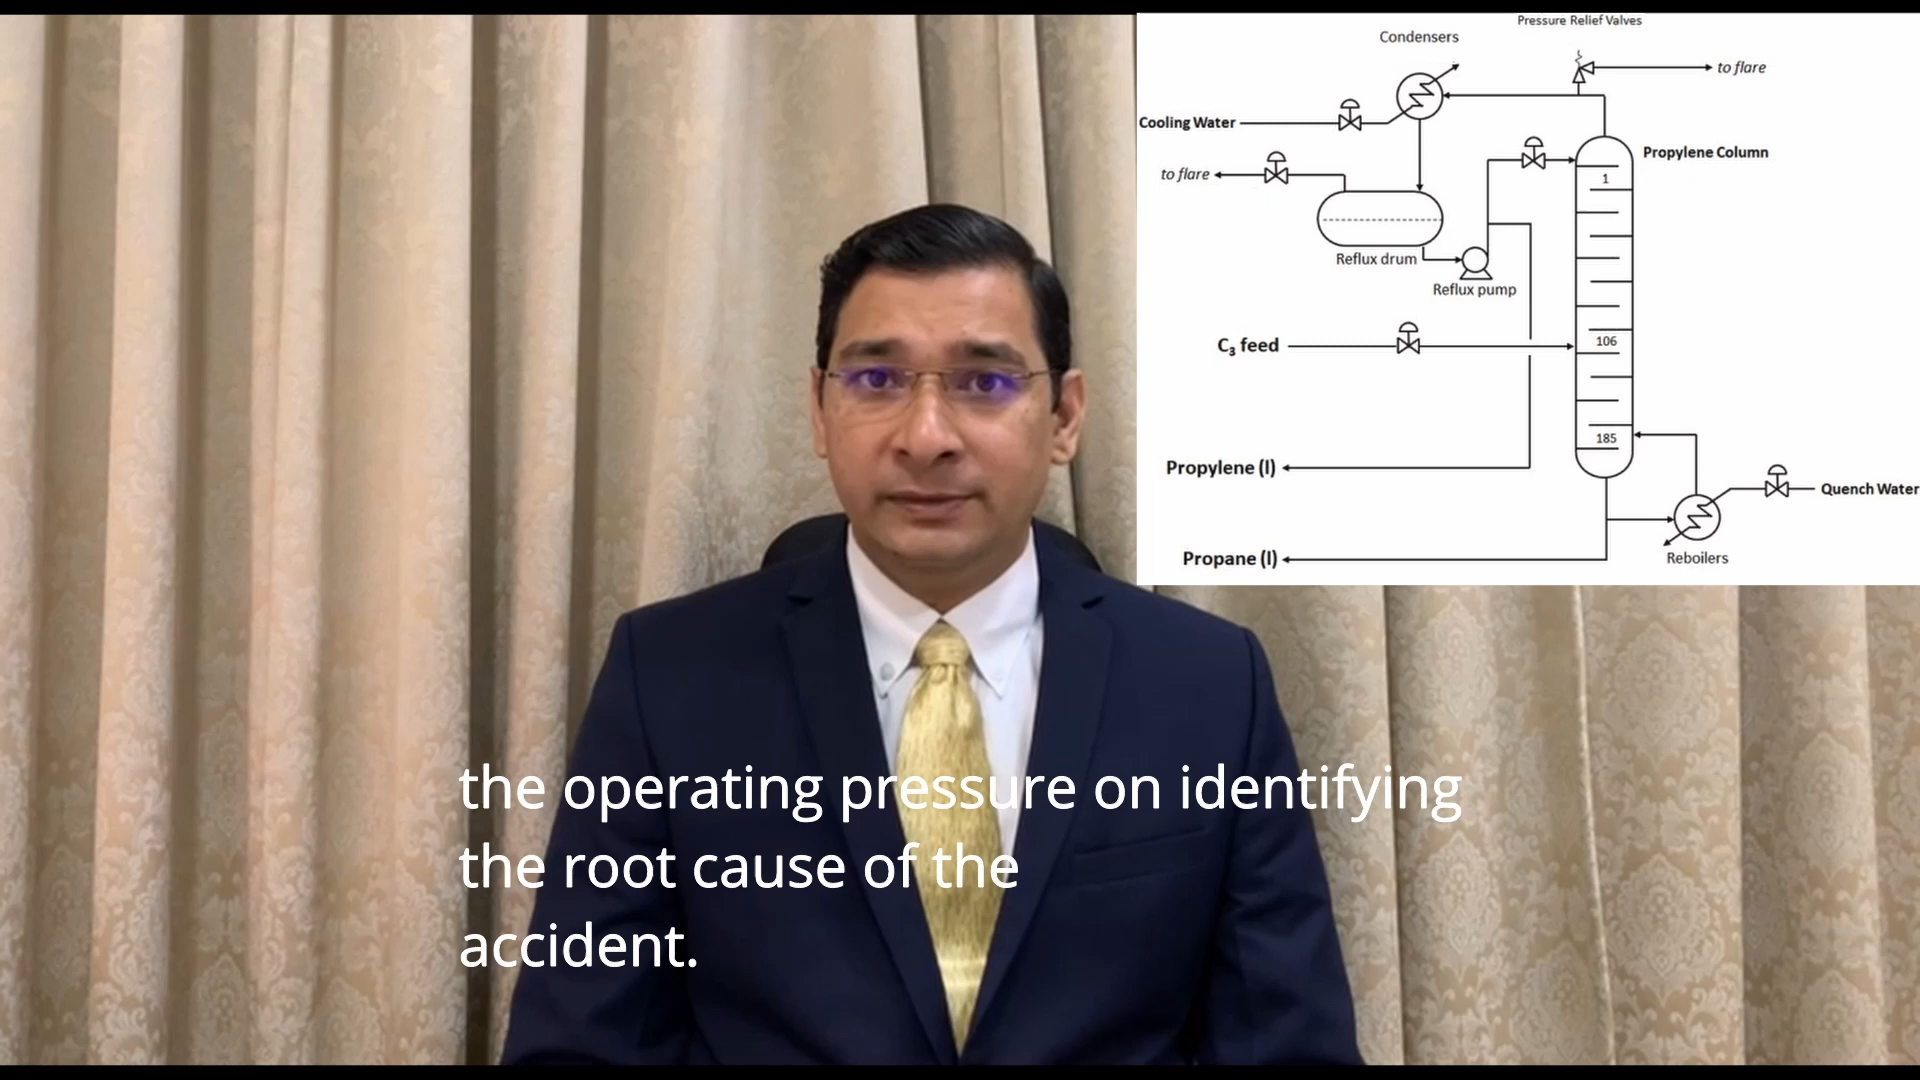 Pressure Relief Valves
Condensers
to flare
Cooling Water
Propylene Column
to flare
1
Reflux drum
Reflux pump
C₃ feed
106
185
Propylene (l)
Quench Water
Propane (l)
Reboilers
the operating pressure on identifying
the root cause of the
accident.